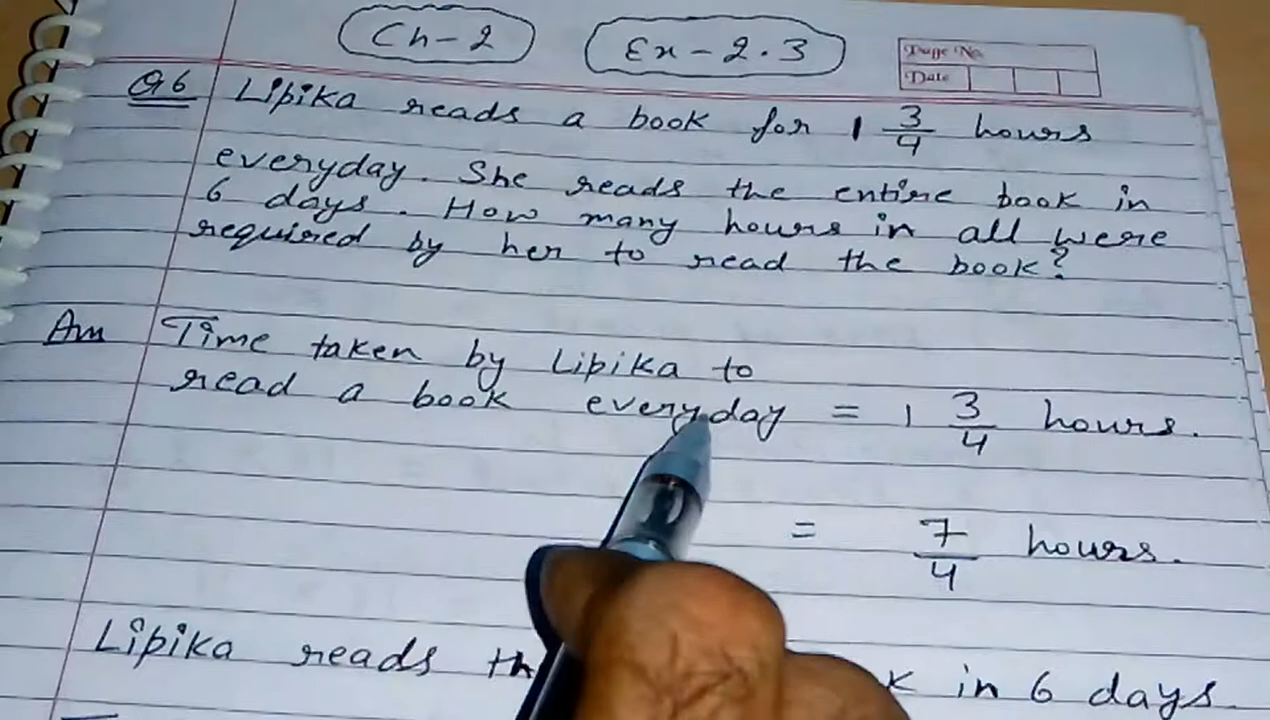 Ch-2 Ex-2.3
Page No.
Date
Q6 Lipika reads a book for 1 3/4 hours
everyday. She reads the entire book in
6 days. How many hours in all were
required by her to read the book?
Ans Time taken by Lipika to
read a book everyday = 1 3/4 hours.
= 7/4 hours.
Lipika reads in 6 days.